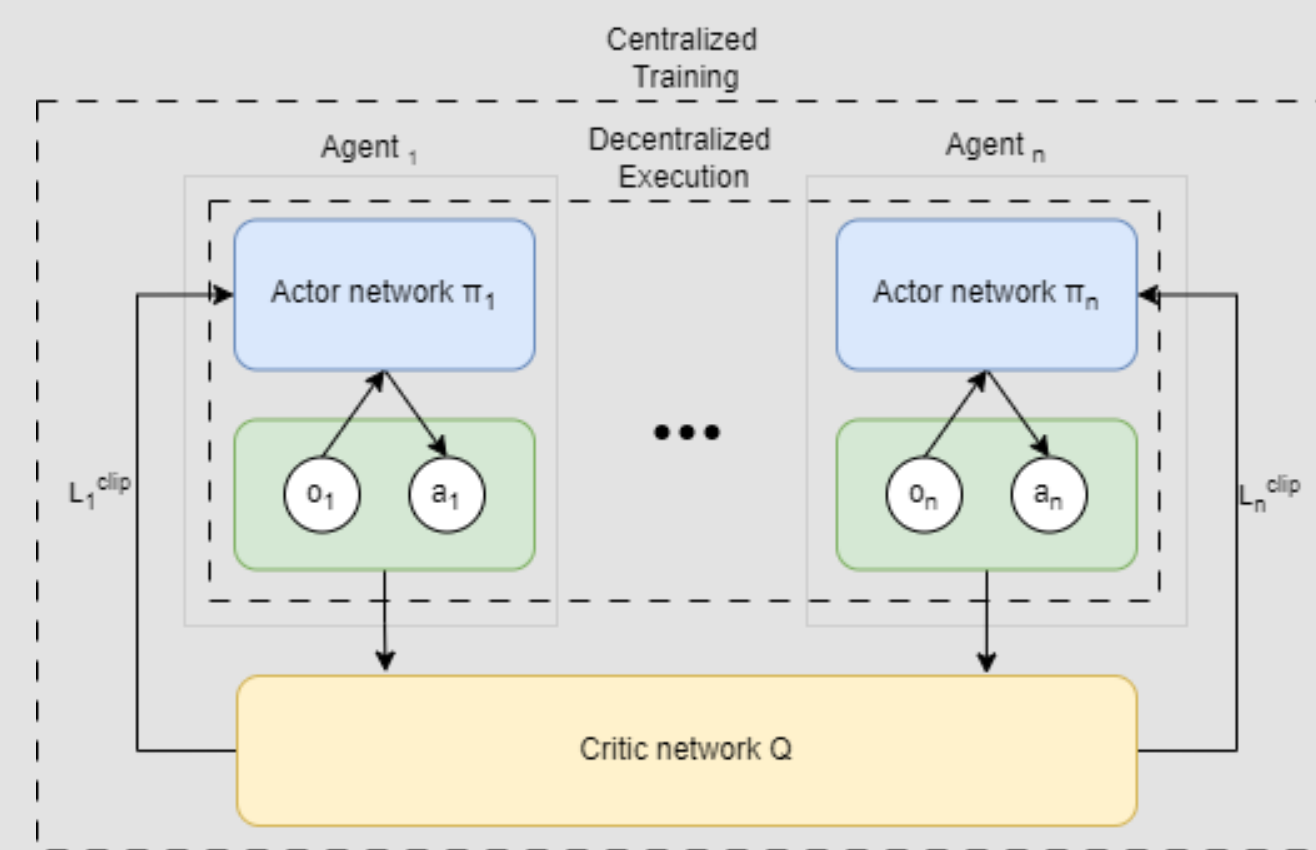 Centralized
Training
Agent ₁
Decentralized
Execution
Agent ₙ
Actor network π₁
Actor network πₙ
o₁
a₁
oₙ
aₙ
L₁ᶜˡⁱᵖ
Lₙᶜˡⁱᵖ
Critic network Q